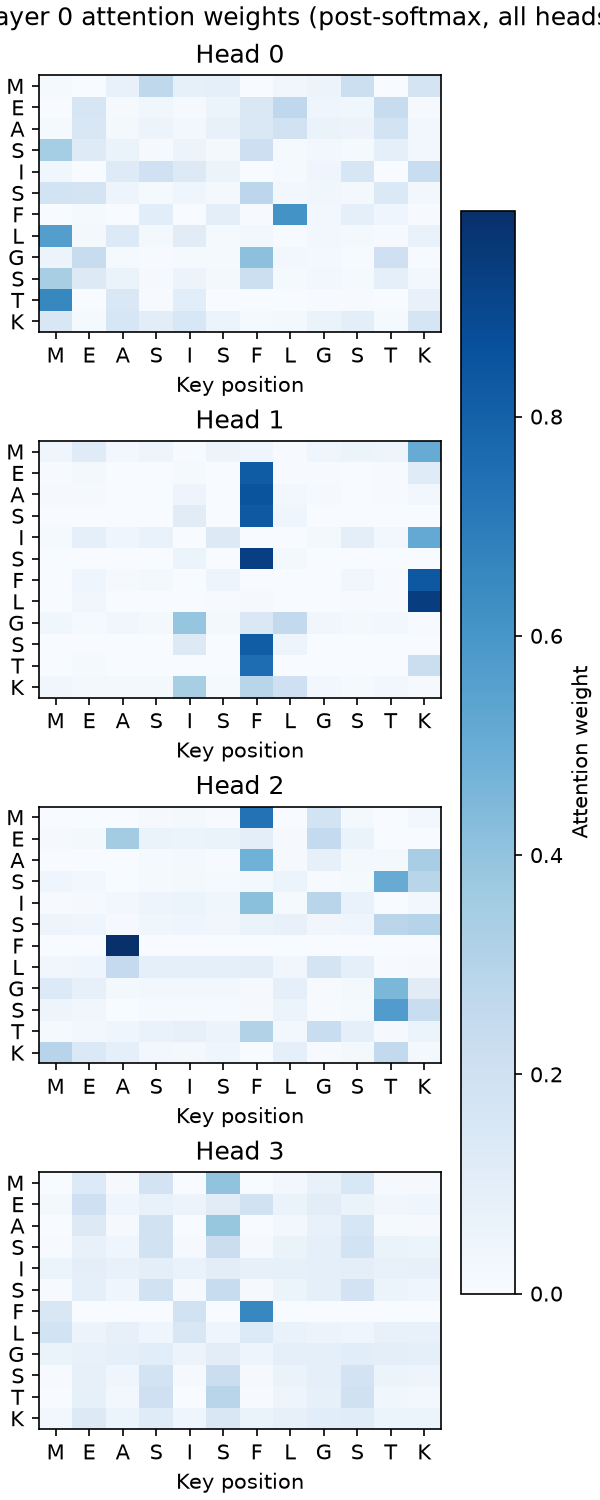 ayer 0 attention weights (post-softmax, all heads
Head 0
M
E
A
S
I
S
F
L
G
S
T
K
M E A S I S F L G S T K
Key position
Head 1
M
E
A
S
I
S
F
L
G
S
T
K
M E A S I S F L G S T K
Key position
Head 2
M
E
A
S
I
S
F
L
G
S
T
K
M E A S I S F L G S T K
Key position
Head 3
M
E
A
S
I
S
F
L
G
S
T
K
M E A S I S F L G S T K
Key position
0.8
0.6
0.4
0.2
0.0
Attention weight